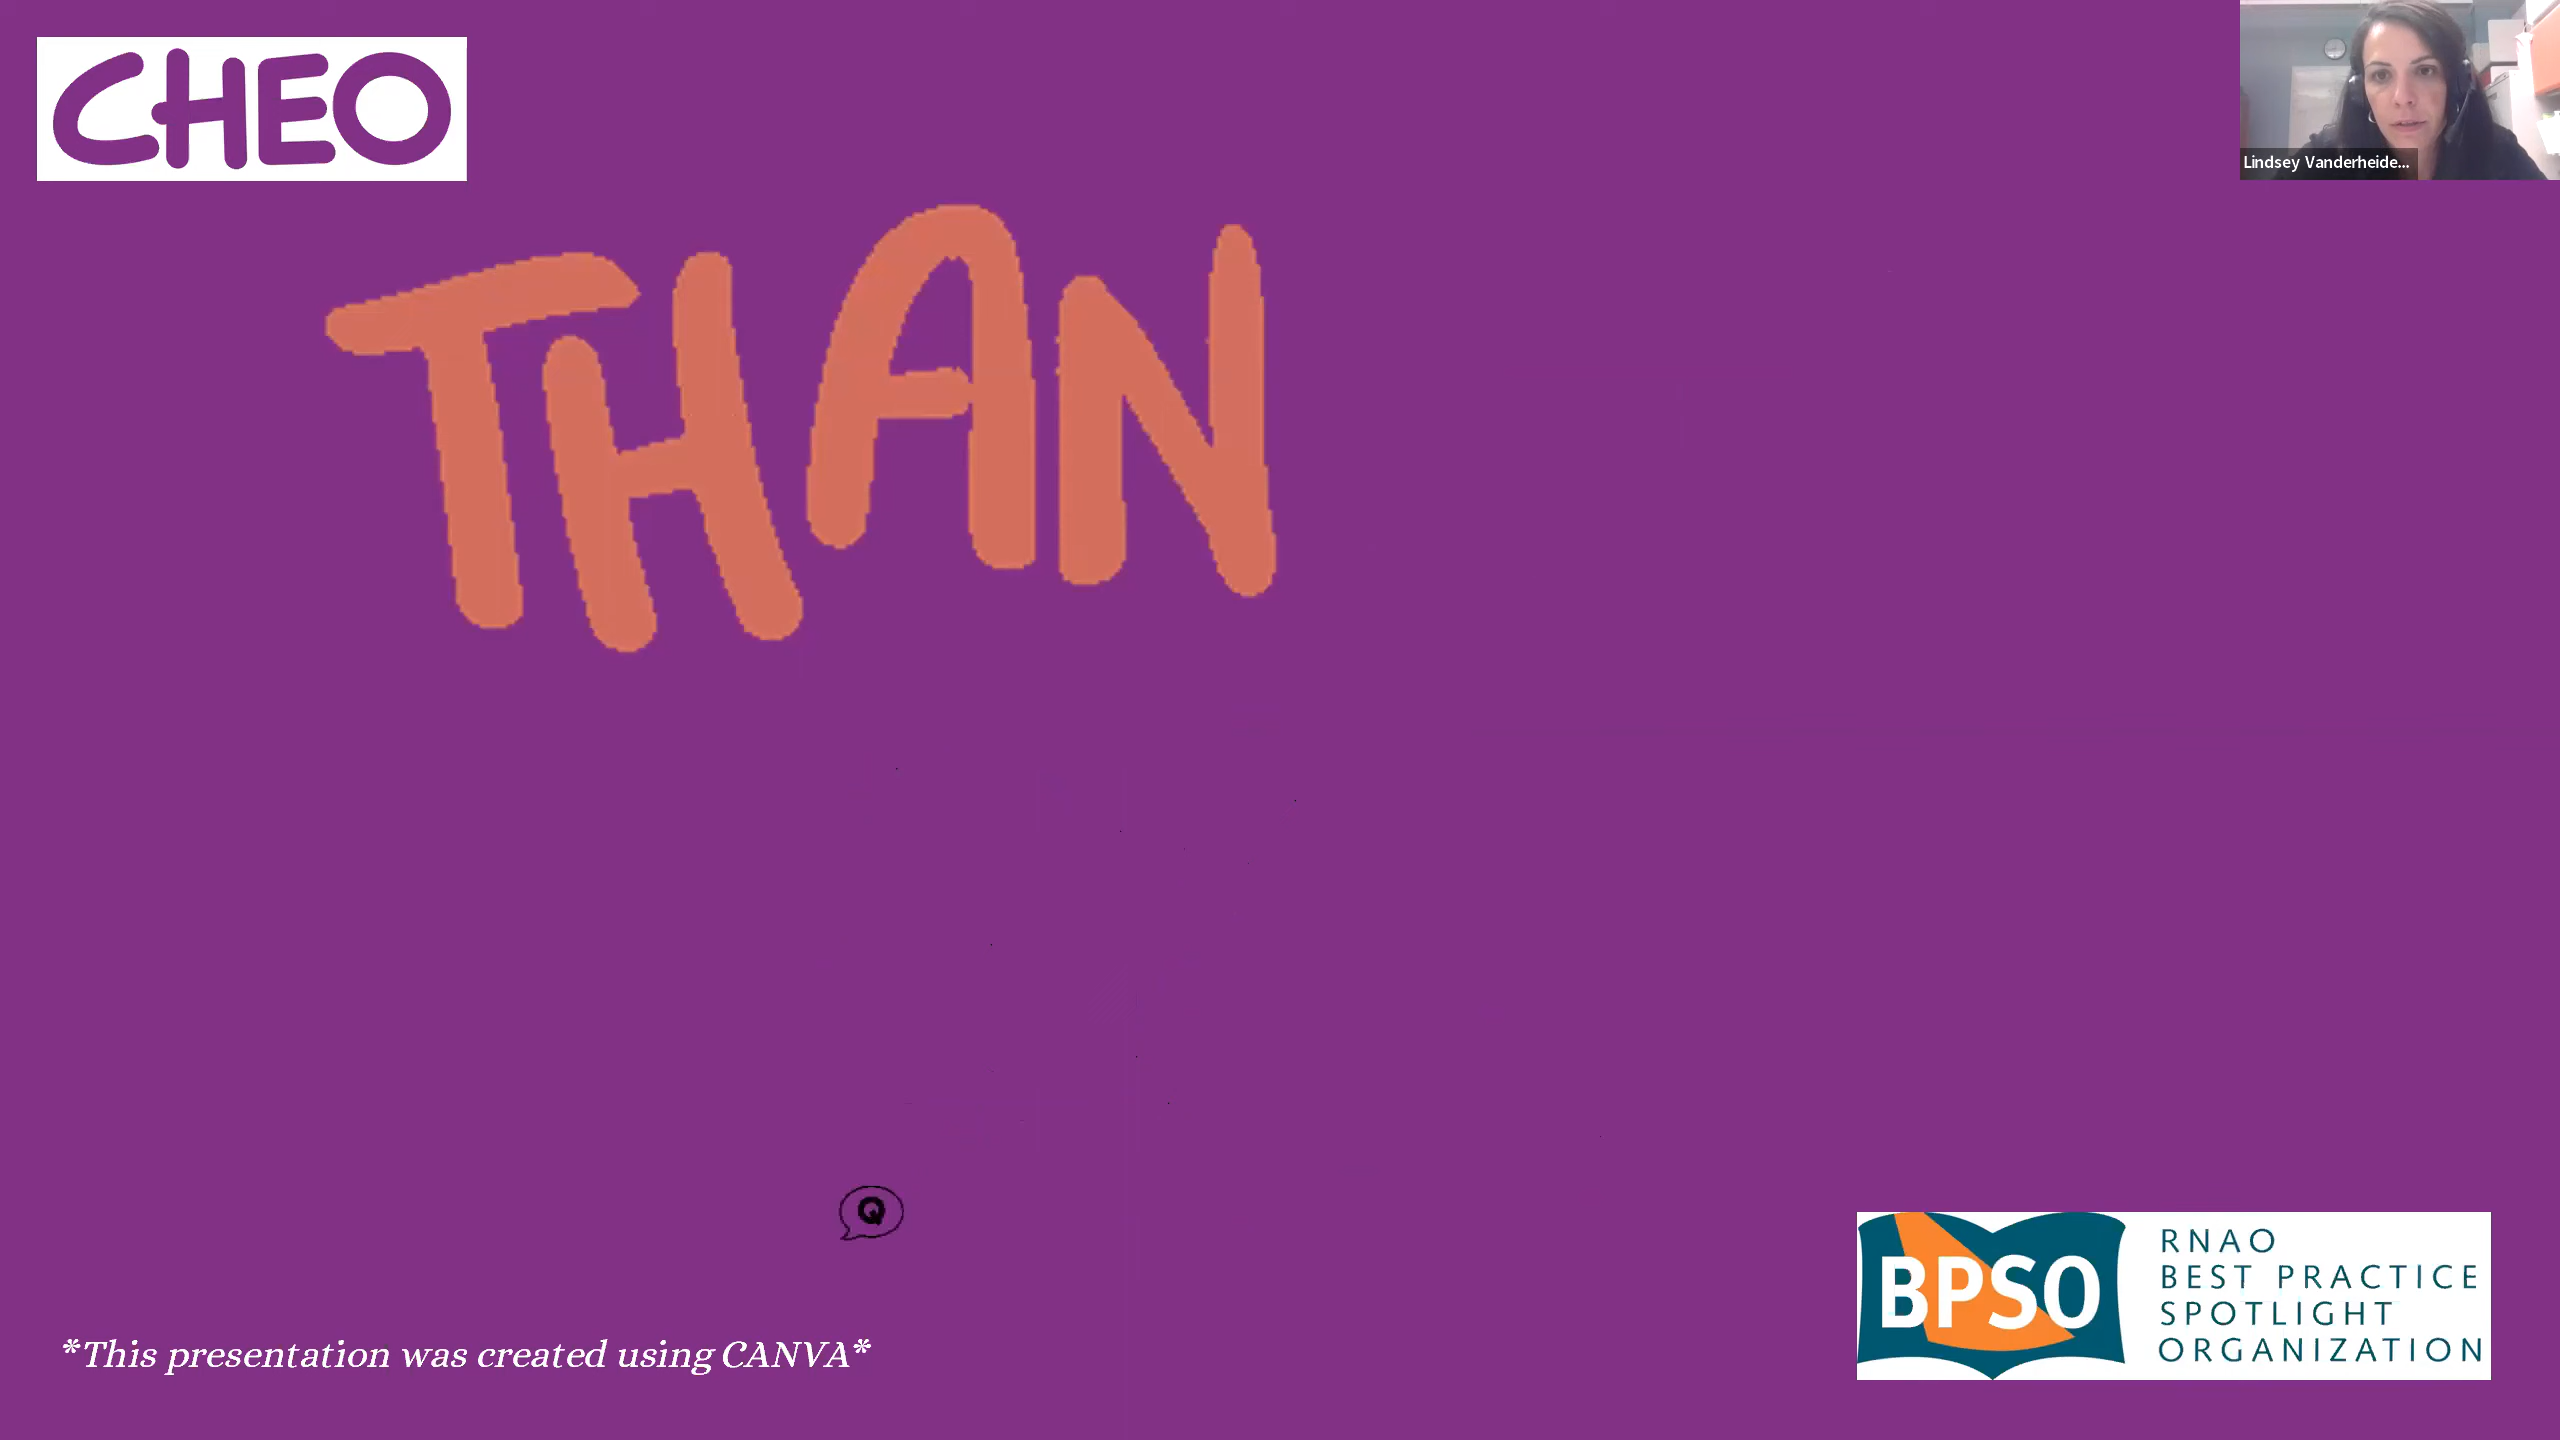 CHEO
Lindsey Vanderheide...
THAN
Q
*This presentation was created using CANVA*
BPSO
RNAO
BEST PRACTICE
SPOTLIGHT
ORGANIZATION